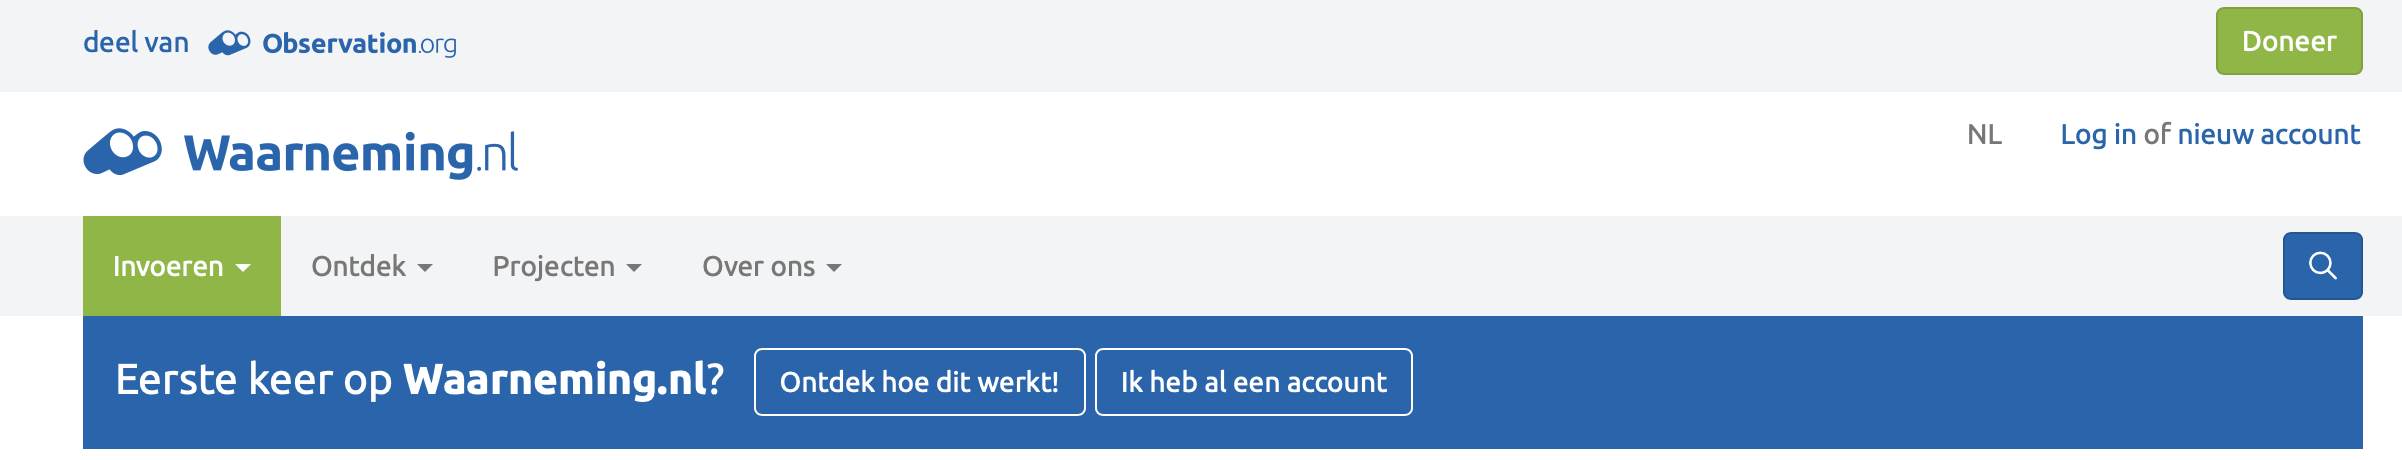 deel van Observation.org
Doneer
Waarneming.nl
NL Log in of nieuw account
Invoeren Ontdek Projecten Over ons
Eerste keer op Waarneming.nl? Ontdek hoe dit werkt! Ik heb al een account